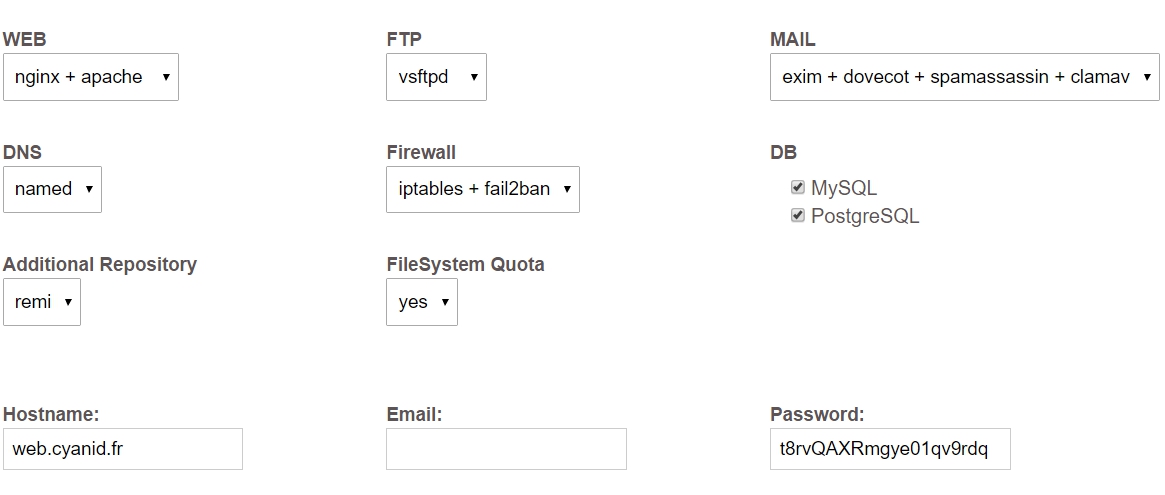 WEB
FTP
MAIL
nginx + apache
vsftpd
exim + dovecot + spamassassin + clamav
DNS
Firewall
DB
named
iptables + fail2ban
MySQL
PostgreSQL
Additional Repository
FileSystem Quota
remi
yes
Hostname:
Email:
Password:
web.cyanid.fr
t8rvQAXRmgye01qv9rdq